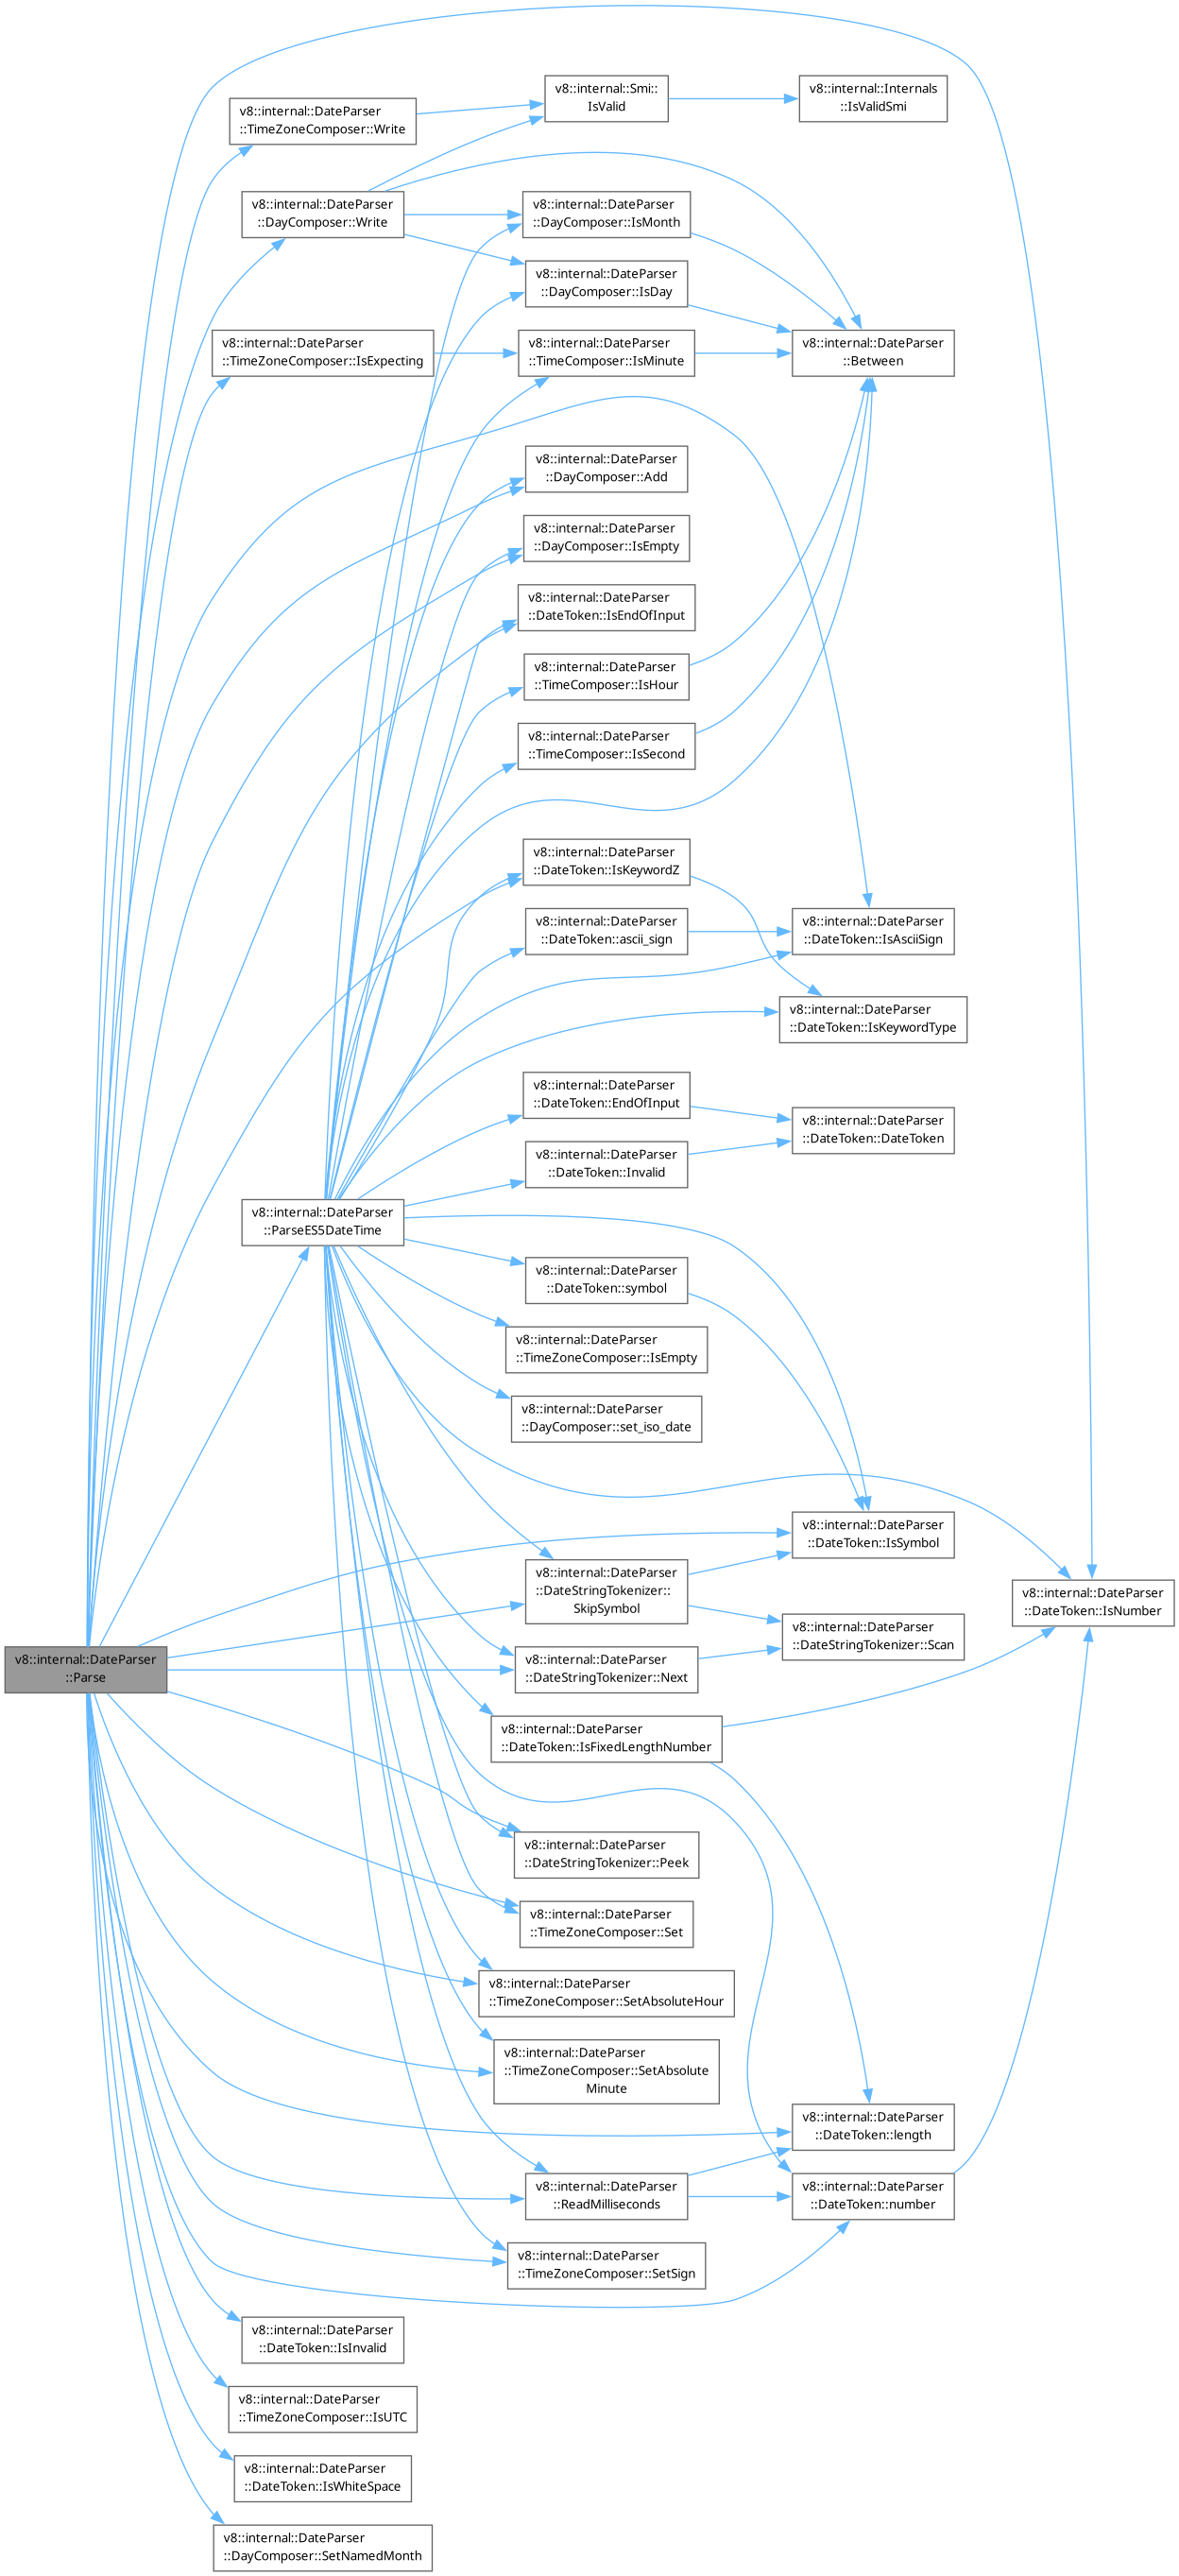 v8::internal::Smi::
IsValid
v8::internal::Internals
::IsValidSmi
v8::internal::DateParser
::TimeZoneComposer::Write
v8::internal::DateParser
::DayComposer::Write
v8::internal::DateParser
::DayComposer::IsMonth
v8::internal::DateParser
::DayComposer::IsDay
v8::internal::DateParser
::TimeZoneComposer::IsExpecting
v8::internal::DateParser
::TimeComposer::IsMinute
v8::internal::DateParser
::Between
v8::internal::DateParser
::DayComposer::Add
v8::internal::DateParser
::DayComposer::IsEmpty
v8::internal::DateParser
::DateToken::IsEndOfInput
v8::internal::DateParser
::TimeComposer::IsHour
v8::internal::DateParser
::TimeComposer::IsSecond
v8::internal::DateParser
::DateToken::IsKeywordZ
v8::internal::DateParser
::DateToken::ascii_sign
v8::internal::DateParser
::DateToken::IsAsciiSign
v8::internal::DateParser
::DateToken::IsKeywordType
v8::internal::DateParser
::DateToken::EndOfInput
v8::internal::DateParser
::DateToken::DateToken
v8::internal::DateParser
::DateToken::Invalid
v8::internal::DateParser
::ParseES5DateTime
v8::internal::DateParser
::DateToken::symbol
v8::internal::DateParser
::TimeZoneComposer::IsEmpty
v8::internal::DateParser
::DayComposer::set_iso_date
v8::internal::DateParser
::DateToken::IsSymbol
v8::internal::DateParser
::DateStringTokenizer::
SkipSymbol
v8::internal::DateParser
::DateToken::IsNumber
v8::internal::DateParser
::DateStringTokenizer::Scan
v8::internal::DateParser
::Parse
v8::internal::DateParser
::DateStringTokenizer::Next
v8::internal::DateParser
::DateToken::IsFixedLengthNumber
v8::internal::DateParser
::DateStringTokenizer::Peek
v8::internal::DateParser
::TimeZoneComposer::Set
v8::internal::DateParser
::TimeZoneComposer::SetAbsoluteHour
v8::internal::DateParser
::TimeZoneComposer::SetAbsolute
Minute
v8::internal::DateParser
::DateToken::length
v8::internal::DateParser
::ReadMilliseconds
v8::internal::DateParser
::DateToken::number
v8::internal::DateParser
::TimeZoneComposer::SetSign
v8::internal::DateParser
::DateToken::IsInvalid
v8::internal::DateParser
::TimeZoneComposer::IsUTC
v8::internal::DateParser
::DateToken::IsWhiteSpace
v8::internal::DateParser
::DayComposer::SetNamedMonth